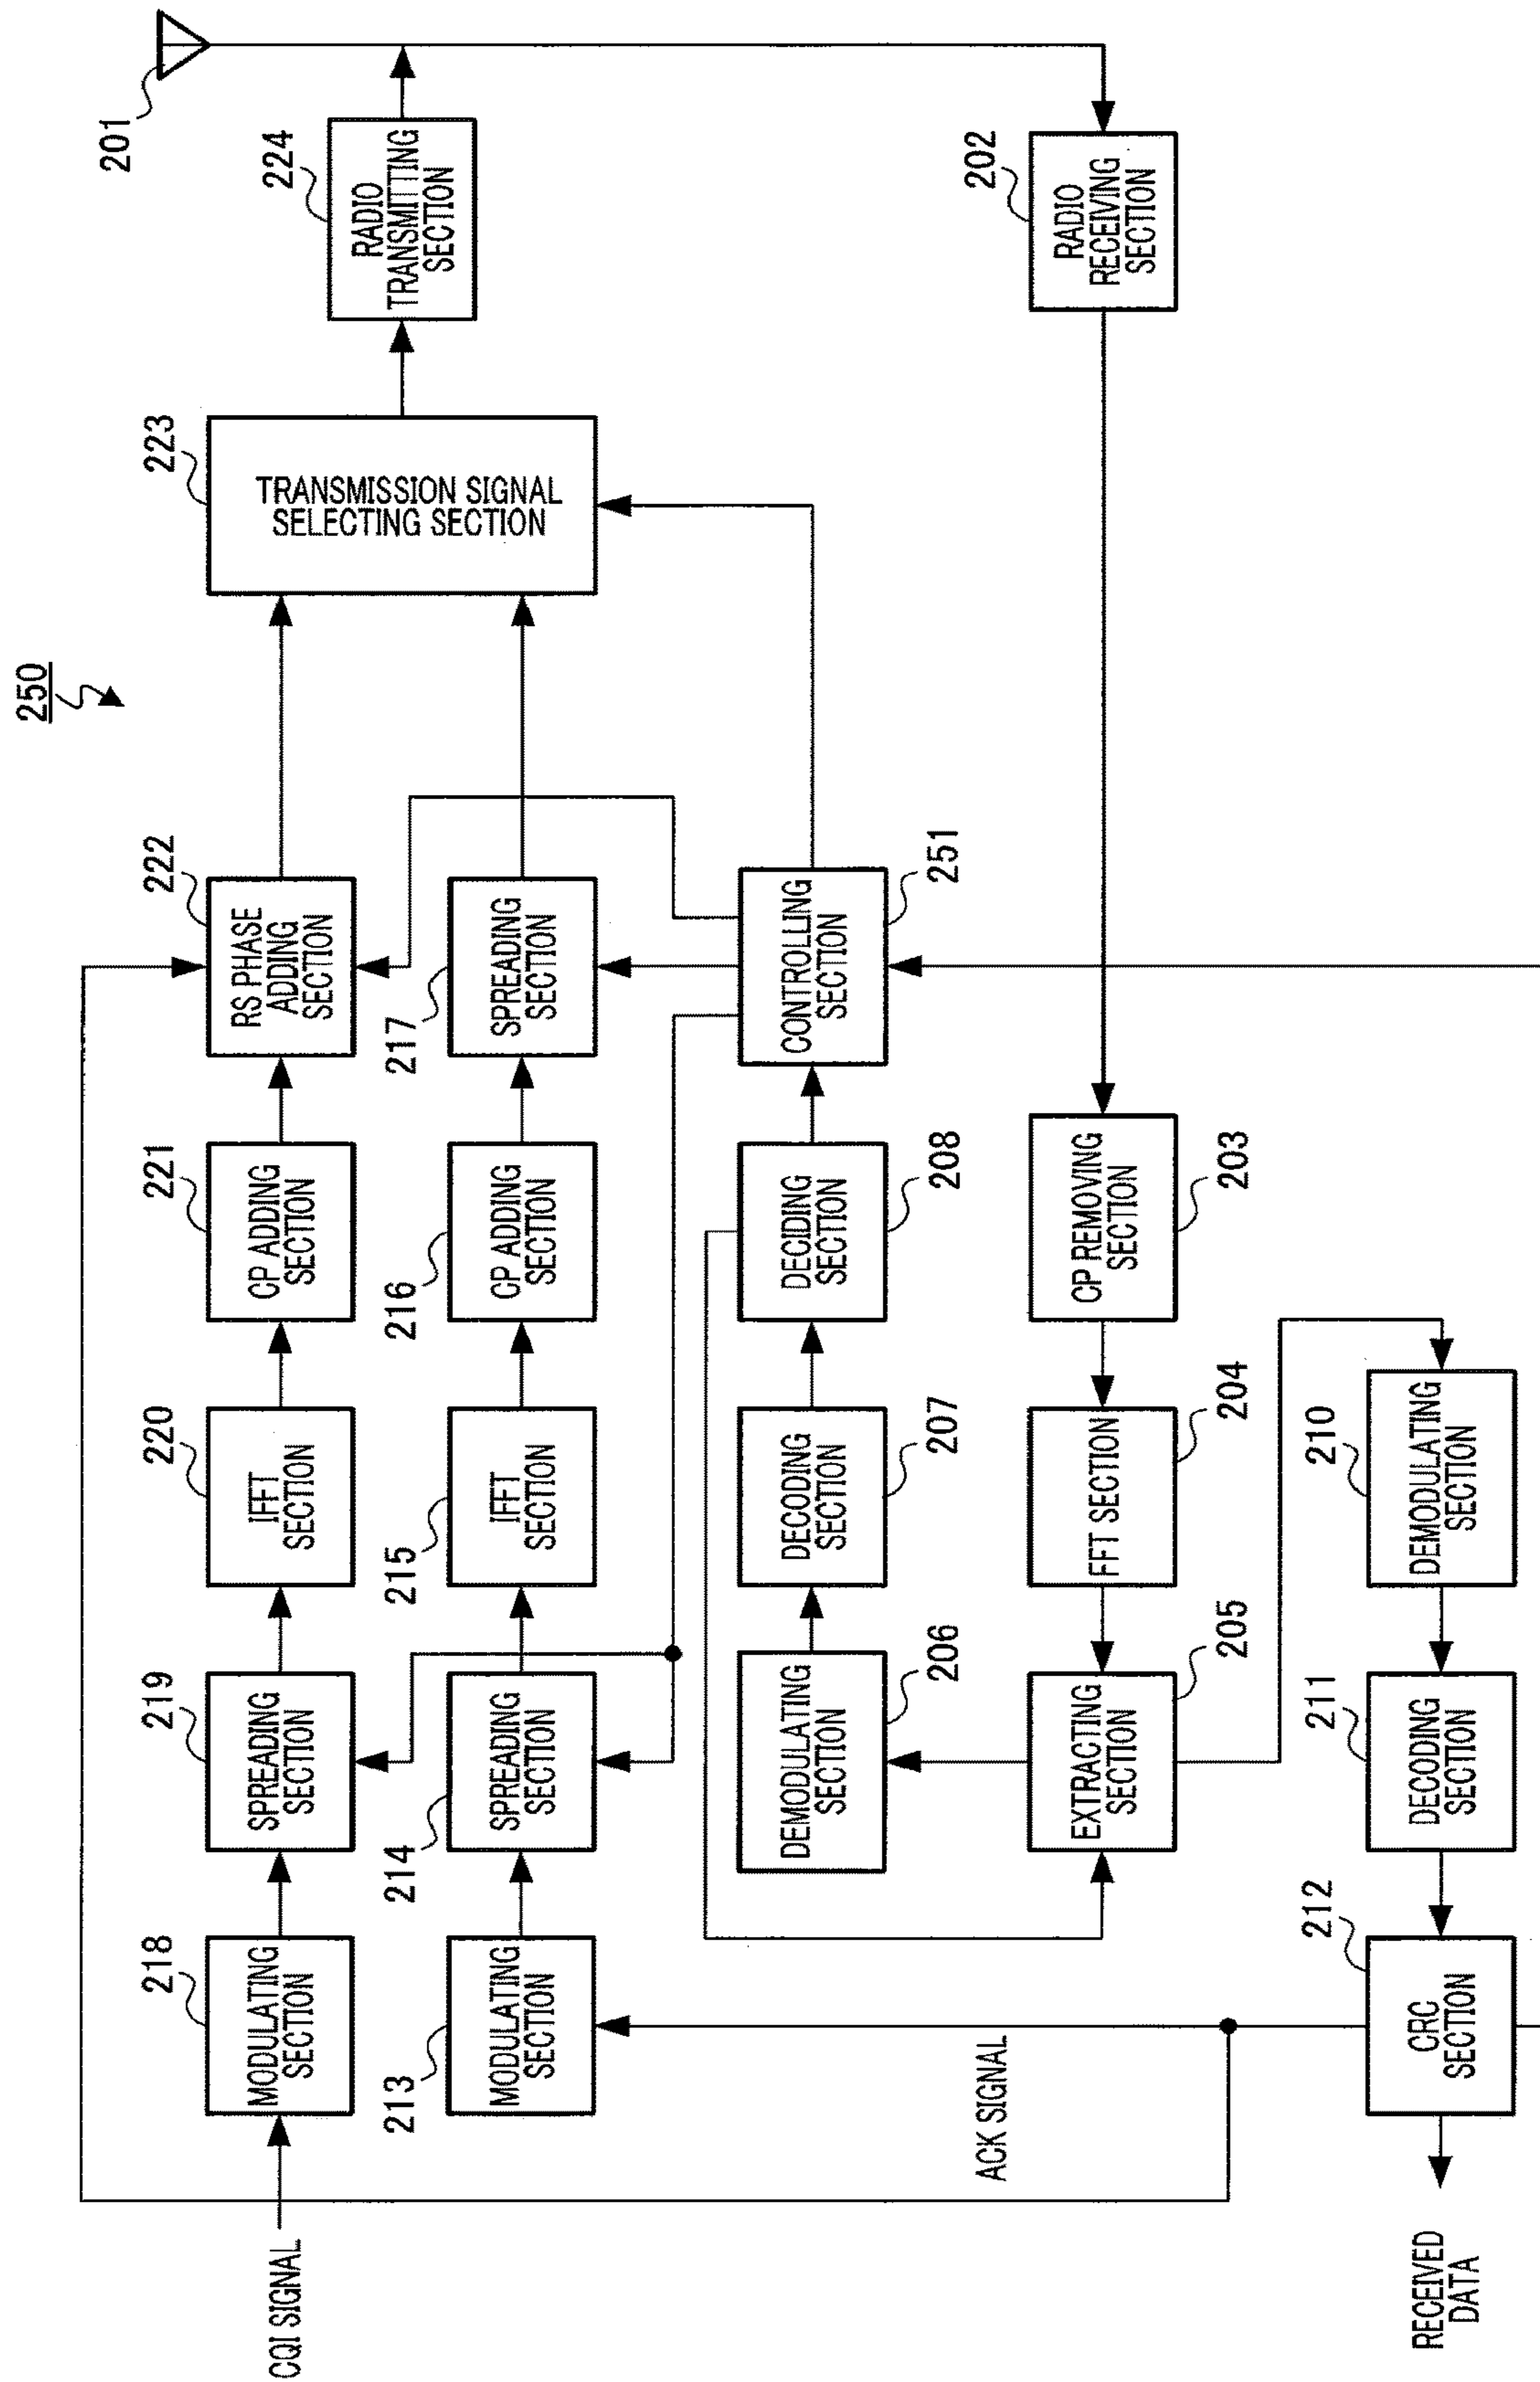 250
201
CQI SIGNAL
218
MODULATING
SECTION
219
SPREADING
SECTION
220
IFFT
SECTION
221
CP ADDING
SECTION
222
RS PHASE
ADDING
SECTION
223
TRANSMISSION SIGNAL
SELECTING SECTION
224
RADIO
TRANSMITTING
SECTION
213
MODULATING
SECTION
214
SPREADING
SECTION
215
IFFT
SECTION
216
CP ADDING
SECTION
217
SPREADING
SECTION
206
DEMODULATING
SECTION
207
DECODING
SECTION
208
DECIDING
SECTION
251
CONTROLLING
SECTION
ACK SIGNAL
205
EXTRACTING
SECTION
204
FFT SECTION
203
CP REMOVING
SECTION
202
RADIO
RECEIVING
SECTION
RECEIVED
DATA
212
CRC
SECTION
211
DECODING
SECTION
210
DEMODULATING
SECTION